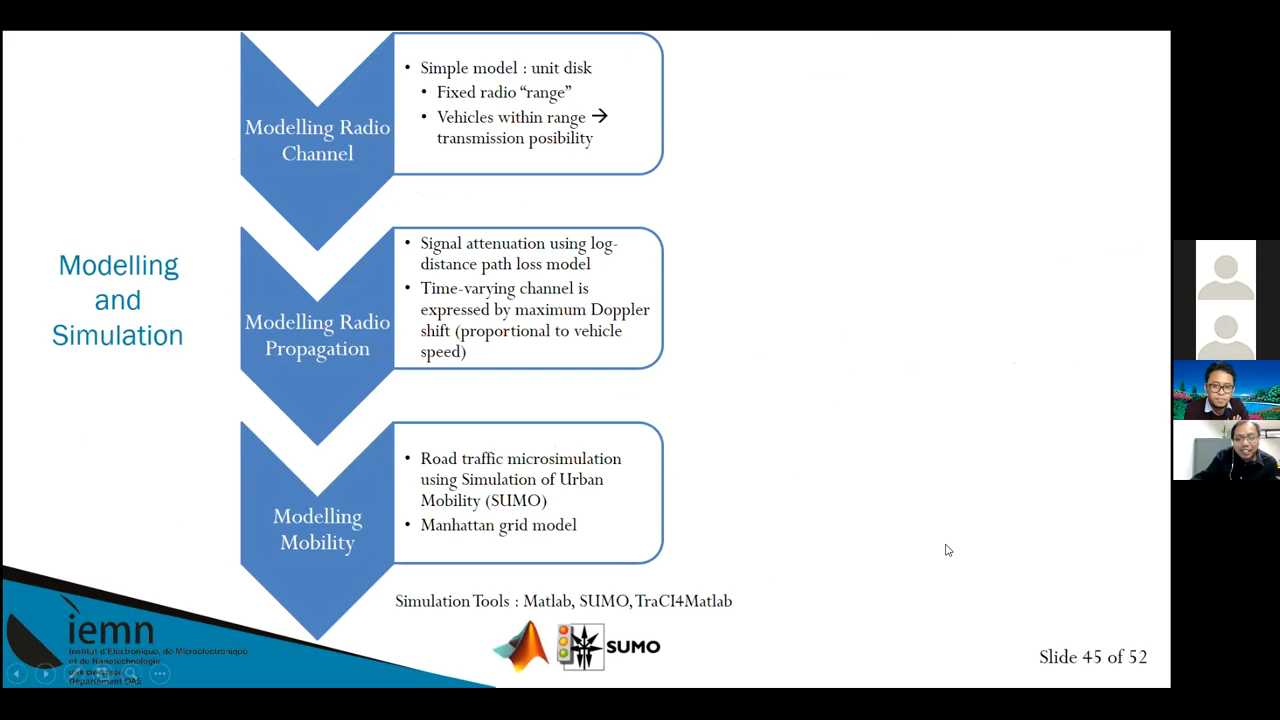 Modelling
and
Simulation
Modelling Radio
Channel
• Simple model : unit disk
• Fixed radio “range”
• Vehicles within range →
transmission posibility
Modelling Radio
Propagation
• Signal attenuation using log-
distance path loss model
• Time-varying channel is
expressed by maximum Doppler
shift (proportional to vehicle
speed)
Modelling
Mobility
• Road traffic microsimulation
using Simulation of Urban
Mobility (SUMO)
• Manhattan grid model
Simulation Tools : Matlab, SUMO, TraCI4Matlab
SUMO
iemn
Institut d'Electronique, de Microélectronique
et de Nanotechnologie
Département OAE
Slide 45 of 52